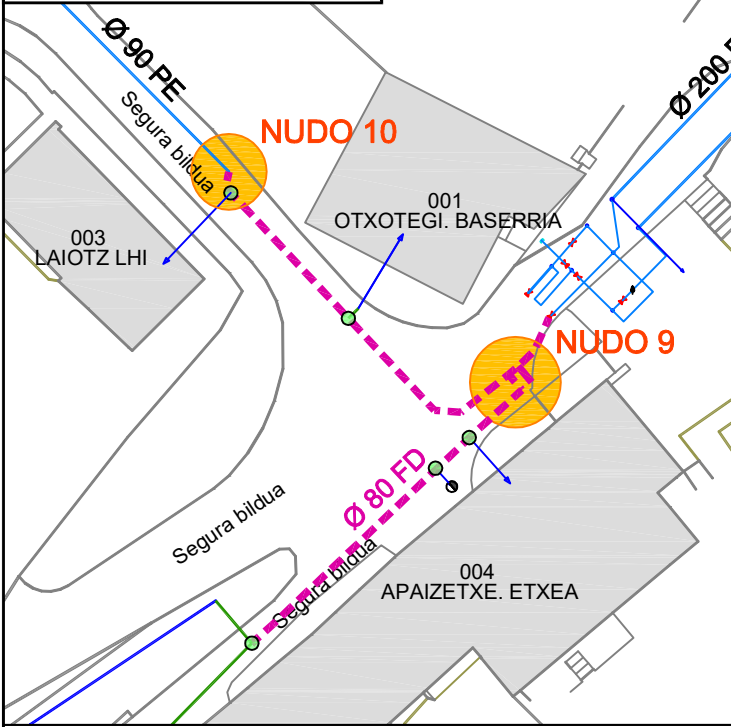 Ø 90 PE
Segura bildua
NUDO 10
Ø 200
001
OTXOTEGI. BASERRIA
003
LAIOTZ LHI
NUDO 9
Ø 80 FD
Segura bildua
Segura bildua
004
APAIZETXE. ETXEA